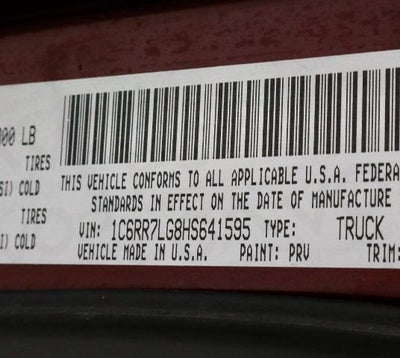 000 LB
TIRES
SI) COLD
TIRES
I) COLD
THIS VEHICLE CONFORMS TO ALL APPLICABLE U.S.A. FEDERA
STANDARDS IN EFFECT ON THE DATE OF MANUFACTURE
VIN: 1C6RR7LG8HS641595 TYPE: TRUCK
VEHICLE MADE IN U.S.A. PAINT: PRV TRIM: